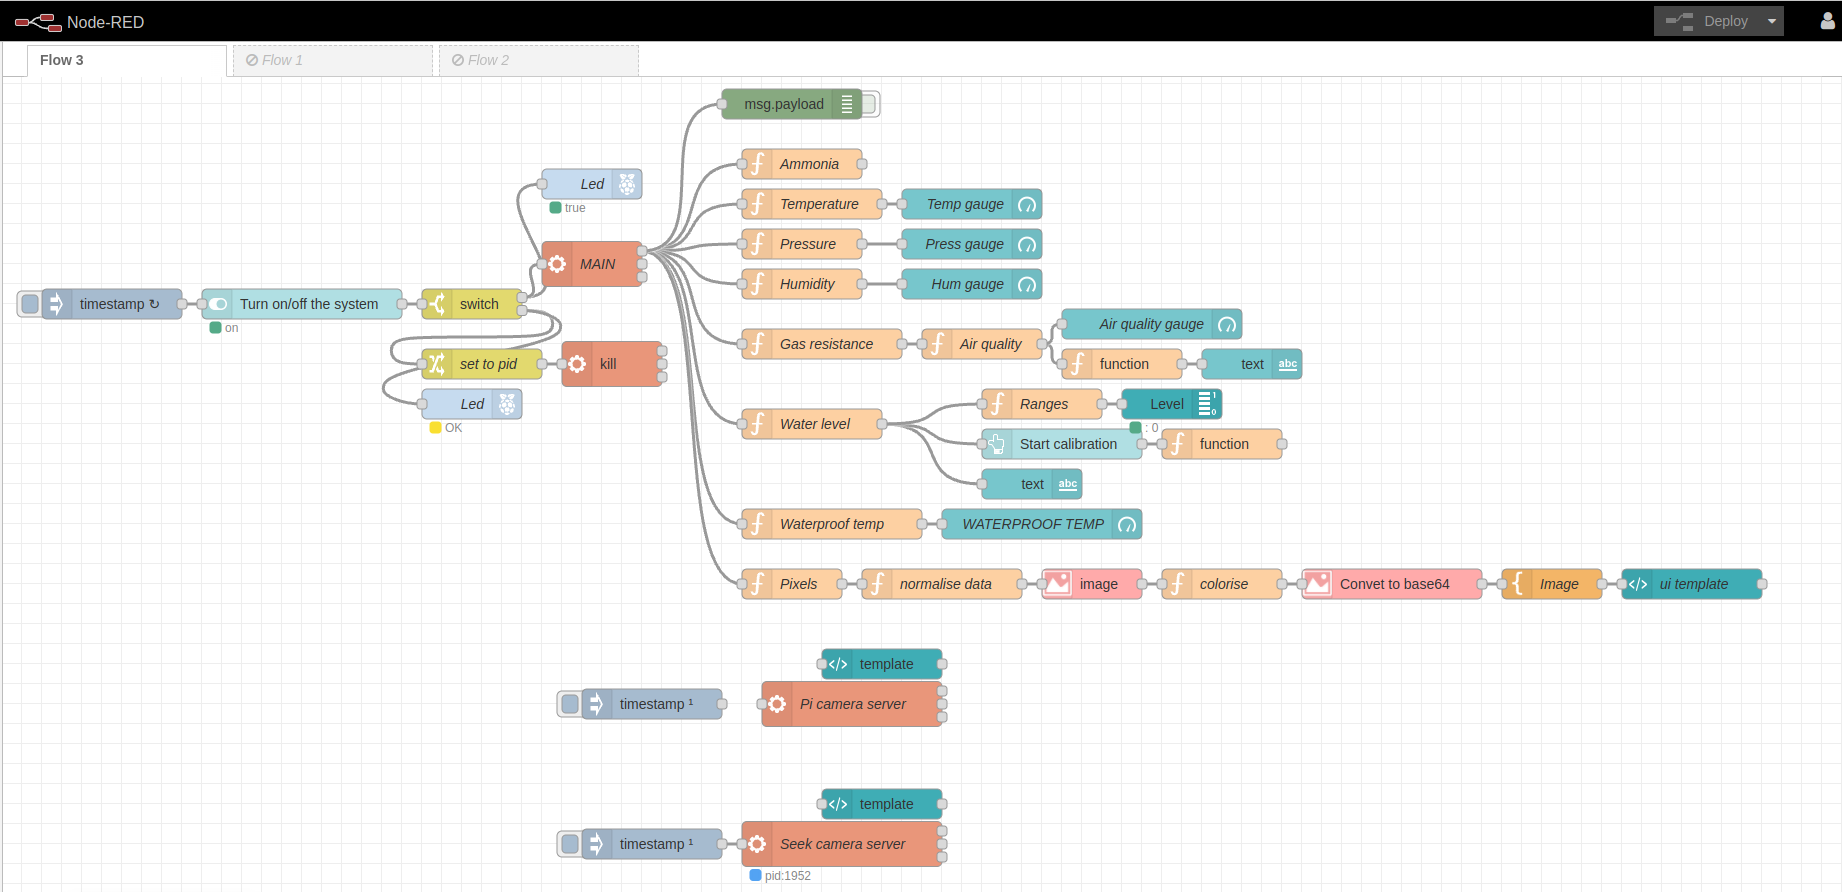 Node-RED
Deploy
Flow 3
Flow 1
Flow 2
msg.payload
Ammonia
Led
true
Temperature
Temp gauge
Pressure
Press gauge
MAIN
Humidity
Hum gauge
timestamp ↻
Turn on/off the system
on
switch
Air quality gauge
Gas resistance
Air quality
set to pid
kill
function
text
abc
Led
OK
Ranges
Level
1
0
: 0
Water level
Start calibration
function
text
abc
Waterproof temp
WATERPROOF TEMP
Pixels
normalise data
image
colorise
Convet to base64
Image
ui template
template
timestamp ¹
Pi camera server
template
timestamp ¹
Seek camera server
pid:1952